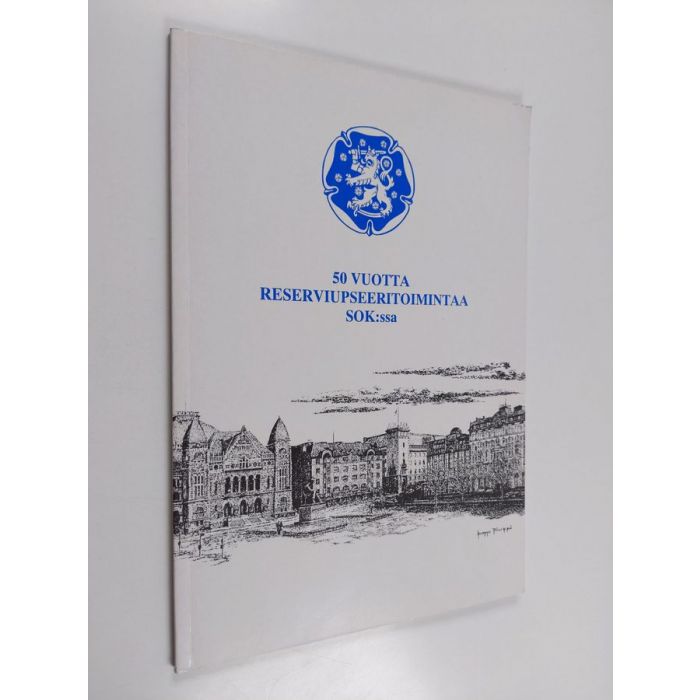 50 VUOTTA
RESERVIUPSEERITOIMINTAA
SOK:ssa